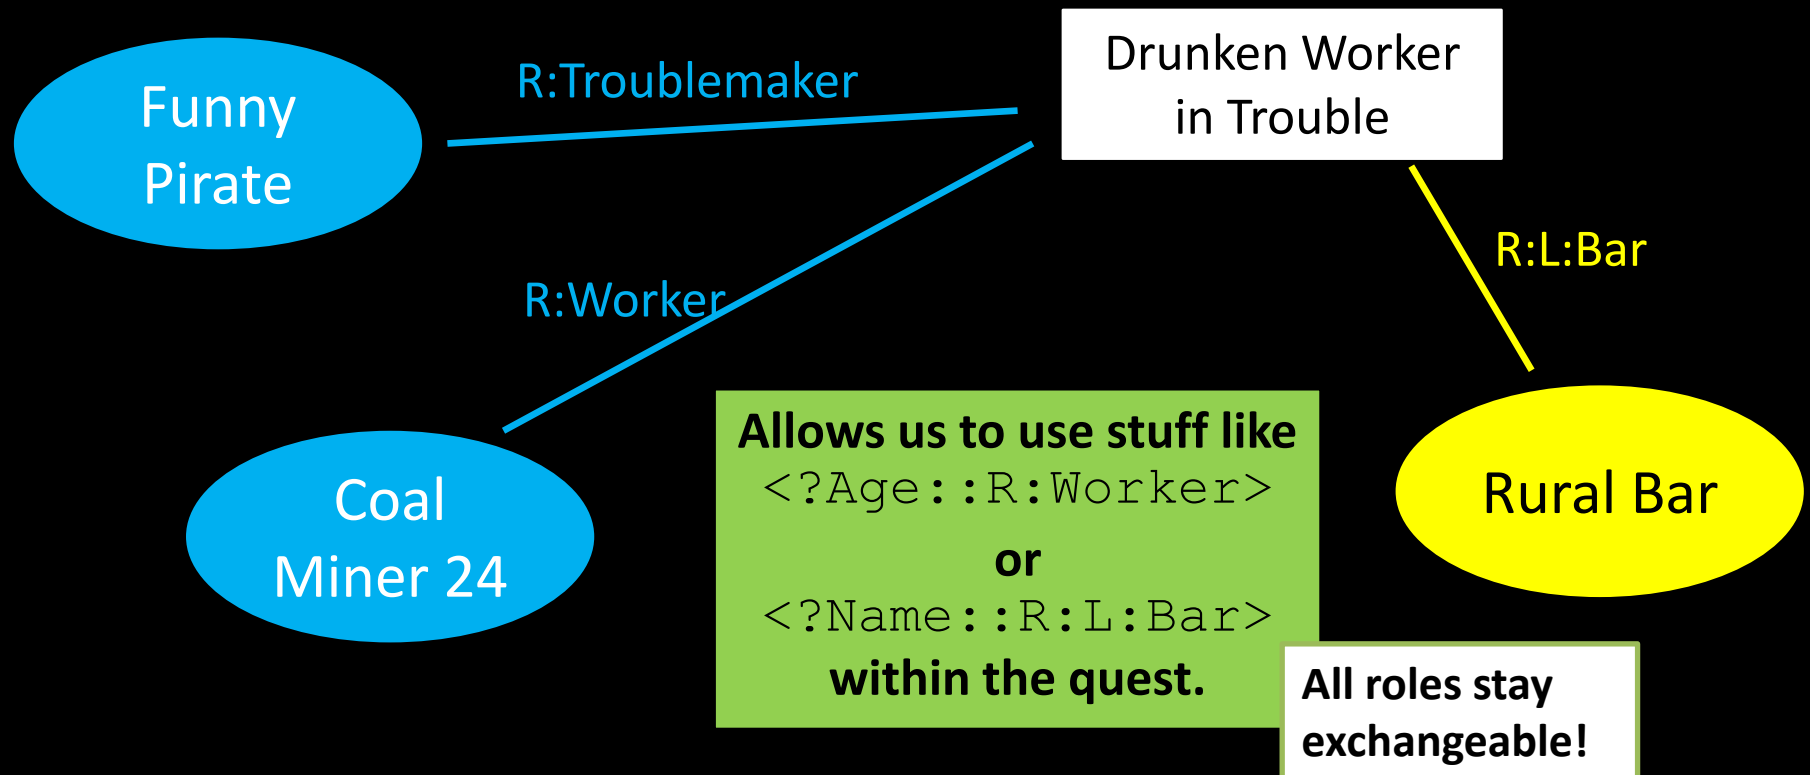 Funny
Pirate
R:Troublemaker
Drunken Worker
in Trouble
R:L:Bar
R:Worker
Coal
Miner 24
Allows us to use stuff like
<?Age::R:Worker>
or
<?Name::R:L:Bar>
within the quest.
Rural Bar
All roles stay
exchangeable!